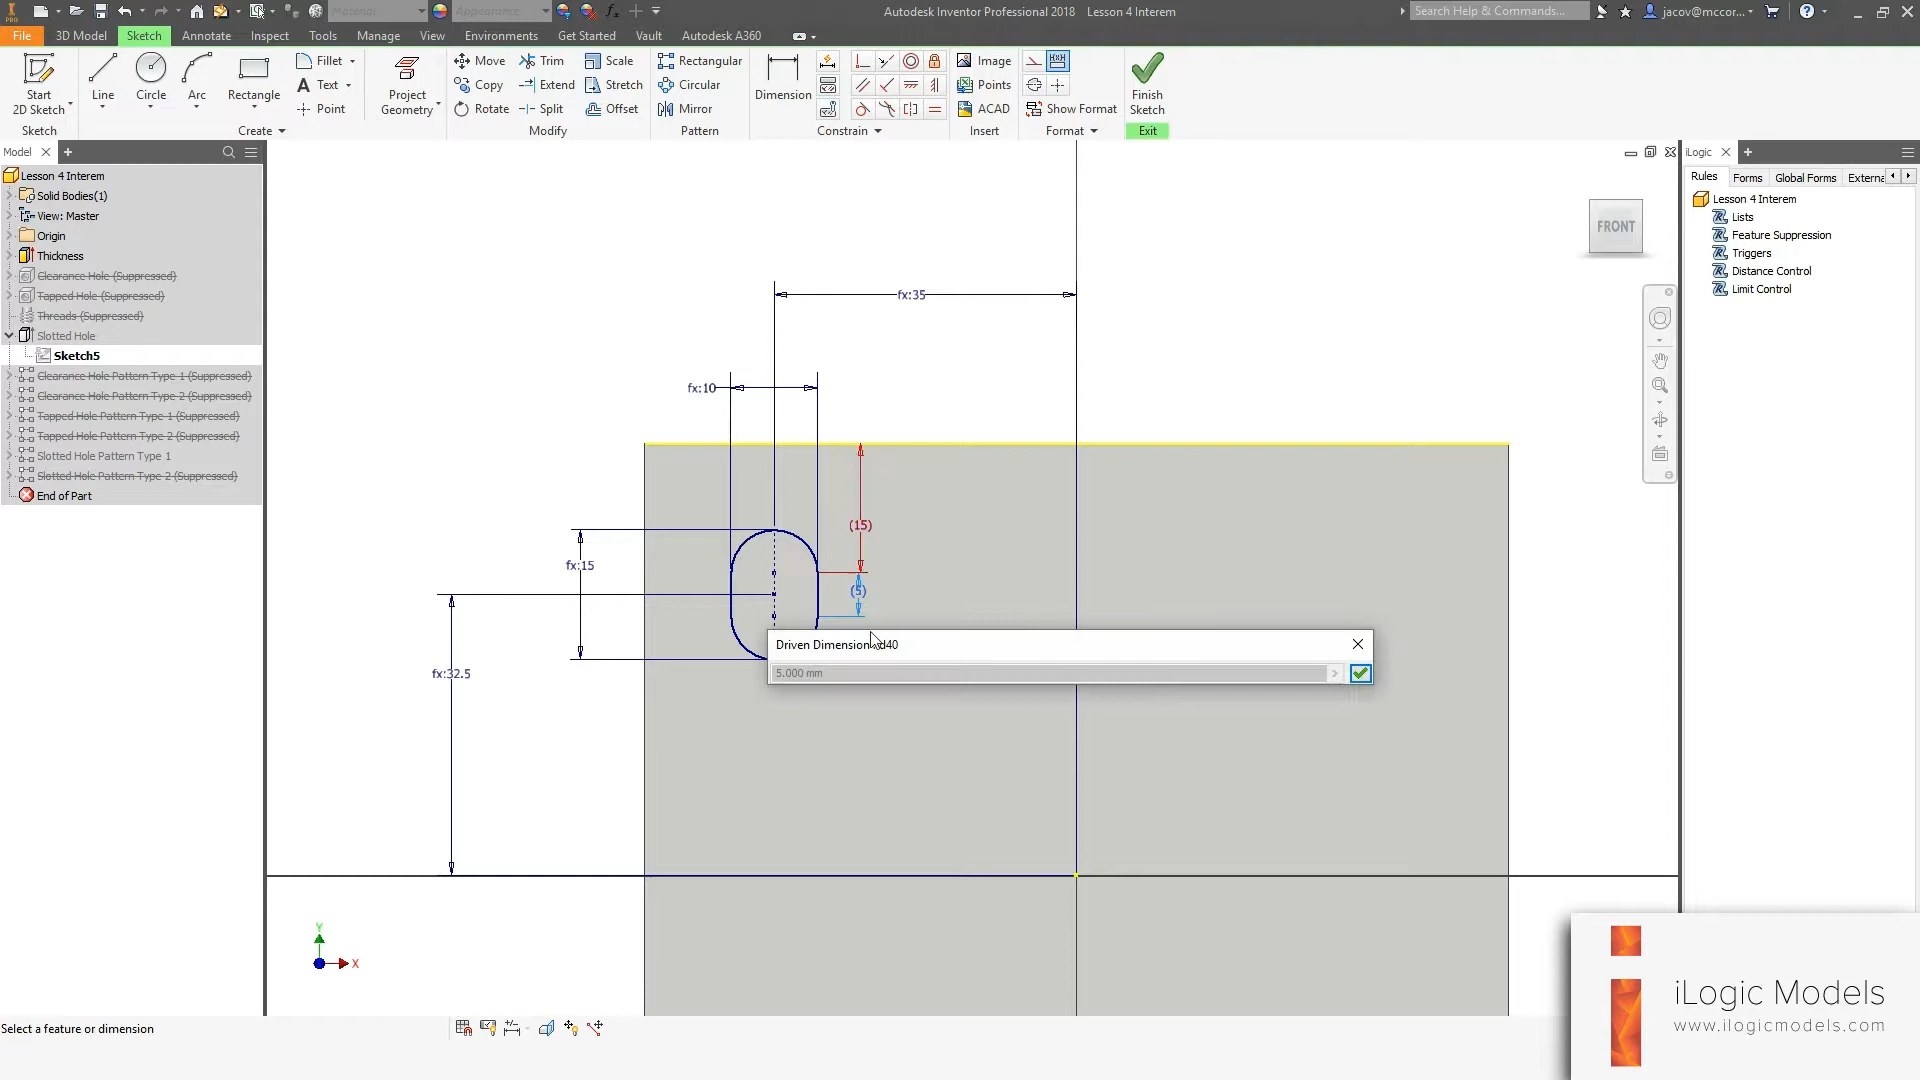 PRO
Material
Appearance
fx
Autodesk Inventor Professional 2018 Lesson 4 Interem
Search Help & Commands...
jacov@mccor...
File 3D Model Sketch Annotate Inspect Tools Manage View Environments Get Started Vault Autodesk A360
Start
2D Sketch
Line
Circle
Arc
Rectangle
Fillet
Text
Point
Project
Geometry
Move
Copy
Rotate
Trim
Extend
Split
Scale
Stretch
Offset
Rectangular
Circular
Mirror
Dimension
Image
Points
ACAD
Show Format
Finish
Sketch
Sketch Create Modify Pattern Constrain Insert Format Exit
Model
Lesson 4 Interem
Solid Bodies(1)
View: Master
Origin
Thickness
Clearance Hole (Suppressed)
Tapped Hole (Suppressed)
Threads (Suppressed)
Slotted Hole
Sketch5
Clearance Hole Pattern Type 1 (Suppressed)
Clearance Hole Pattern Type 2 (Suppressed)
Tapped Hole Pattern Type 1 (Suppressed)
Tapped Hole Pattern Type 2 (Suppressed)
Slotted Hole Pattern Type 1
Slotted Hole Pattern Type 2 (Suppressed)
End of Part
fx:35
fx:10
(15)
fx:15
(5)
fx:32.5
Driven Dimension : d40
5.000 mm
Y
X
FRONT
iLogic
Rules Forms Global Forms Externa
Lesson 4 Interem
Lists
Feature Suppression
Triggers
Distance Control
Limit Control
Select a feature or dimension
iLogic Models
www.ilogicmodels.com